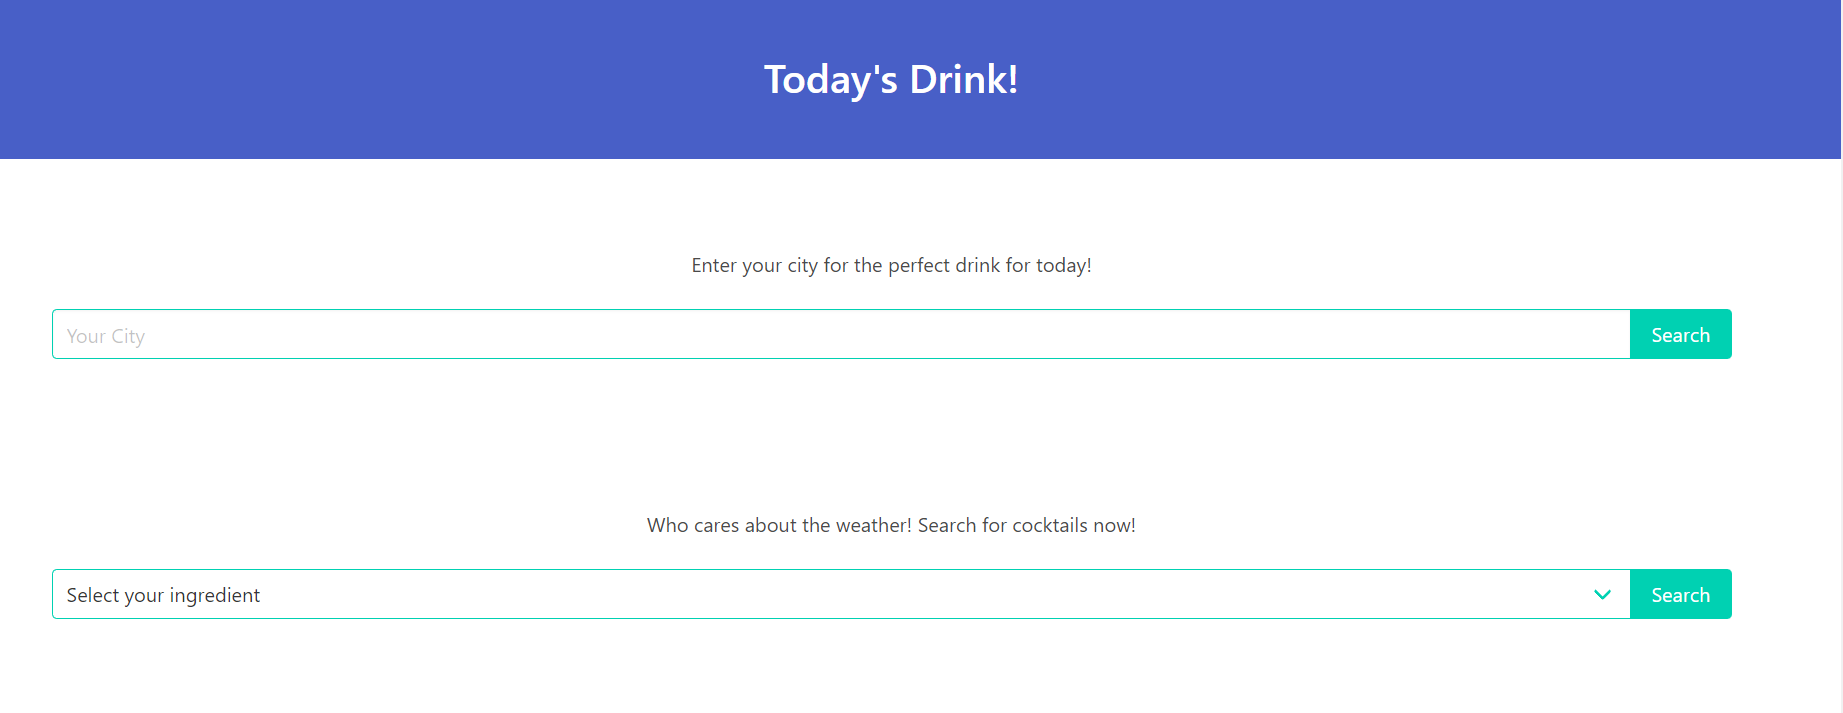 Today's Drink!
Enter your city for the perfect drink for today!
Your City
Search
Who cares about the weather! Search for cocktails now!
Select your ingredient
Search